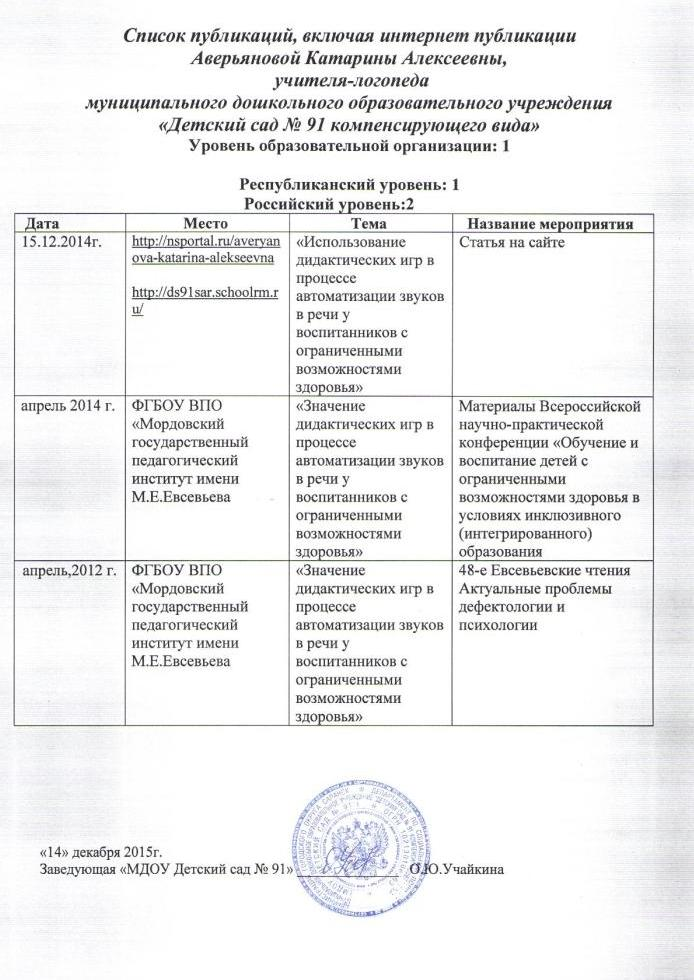 Список публикаций, включая интернет публикации
Аверьяновой Катарины Алексеевны,
учителя-логопеда
муниципального дошкольного образовательного учреждения
«Детский сад № 91 компенсирующего вида»
Уровень образовательной организации: 1
Республиканский уровень: 1
Российский уровень:2
Дата Место Тема Название мероприятия
15.12.2014г.
http://nsportal.ru/averyan
ova-katarina-alekseevna
http://ds91sar.schoolrm.r
u/
«Использование
дидактических игр в
процессе
автоматизации звуков
в речи у
воспитанников с
ограниченными
возможностями
здоровья»
Статья на сайте
апрель 2014 г.
ФГБОУ ВПО
«Мордовский
государственный
педагогический
институт имени
М.Е.Евсевьева
«Значение
дидактических игр в
процессе
автоматизации звуков
в речи у
воспитанников с
ограниченными
возможностями
здоровья»
Материалы Всероссийской
научно-практической
конференции «Обучение и
воспитание детей с
ограниченными
возможностями здоровья в
условиях инклюзивного
(интегрированного)
образования
апрель,2012 г.
ФГБОУ ВПО
«Мордовский
государственный
педагогический
институт имени
М.Е.Евсевьева
«Значение
дидактических игр в
процессе
автоматизации звуков
в речи у
воспитанников с
ограниченными
возможностями
здоровья»
48-е Евсевьевские чтения
Актуальные проблемы
дефектологии и
психологии
«14» декабря 2015г.
Заведующая «МДОУ Детский сад № 91» О.Ю.Учайкина